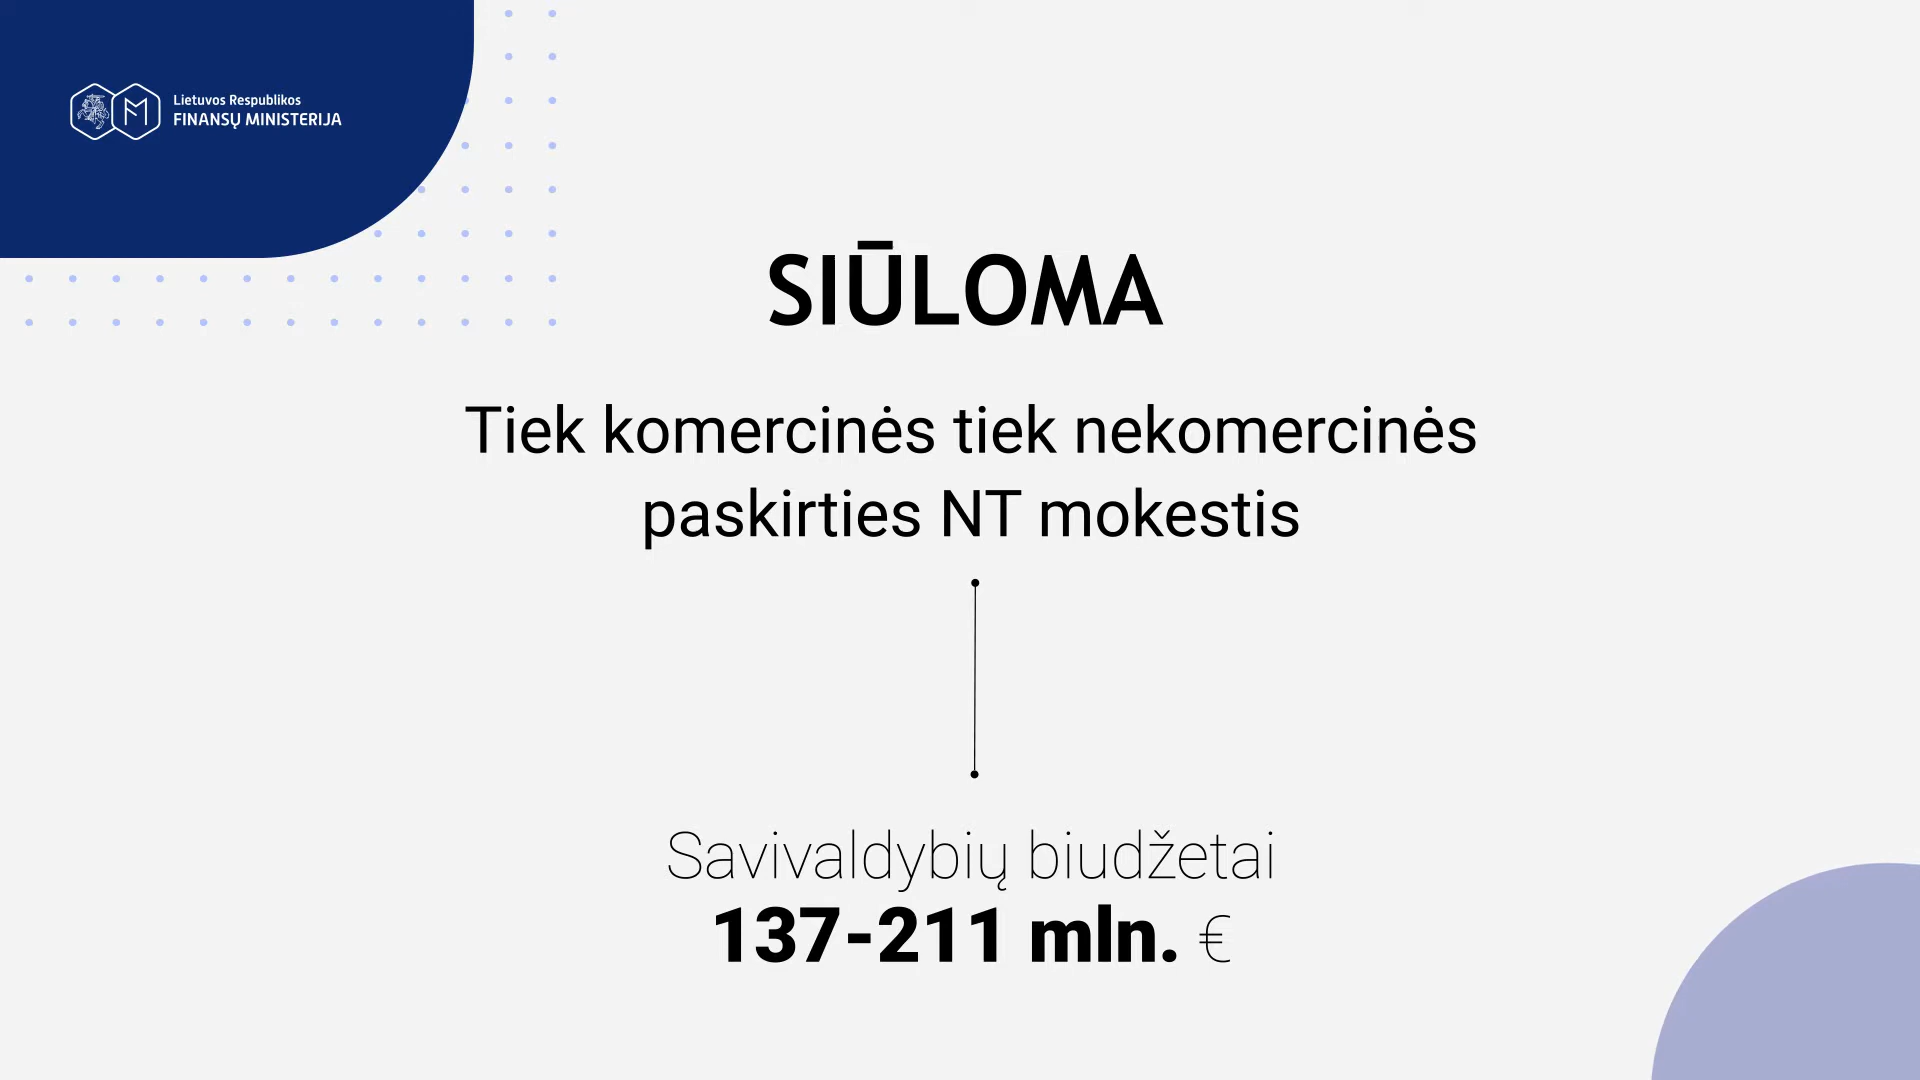 Lietuvos Respublikos
FINANSŲ MINISTERIJA
SIŪLOMA
Tiek komercinės tiek nekomercinės
paskirties NT mokestis
Savivaldybių biudžetai
137-211 mln. €